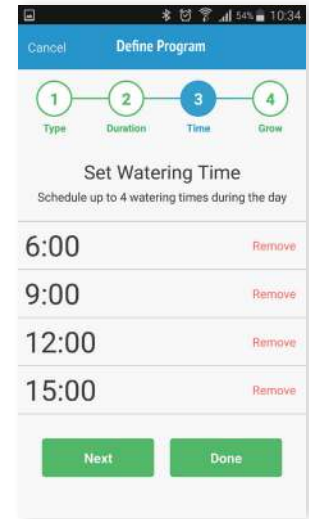 54% 10:34
Cancel Define Program
1 2 3 4
Type Duration Time Grow
Set Watering Time
Schedule up to 4 watering times during the day
6:00 Remove
9:00 Remove
12:00 Remove
15:00 Remove
Next Done